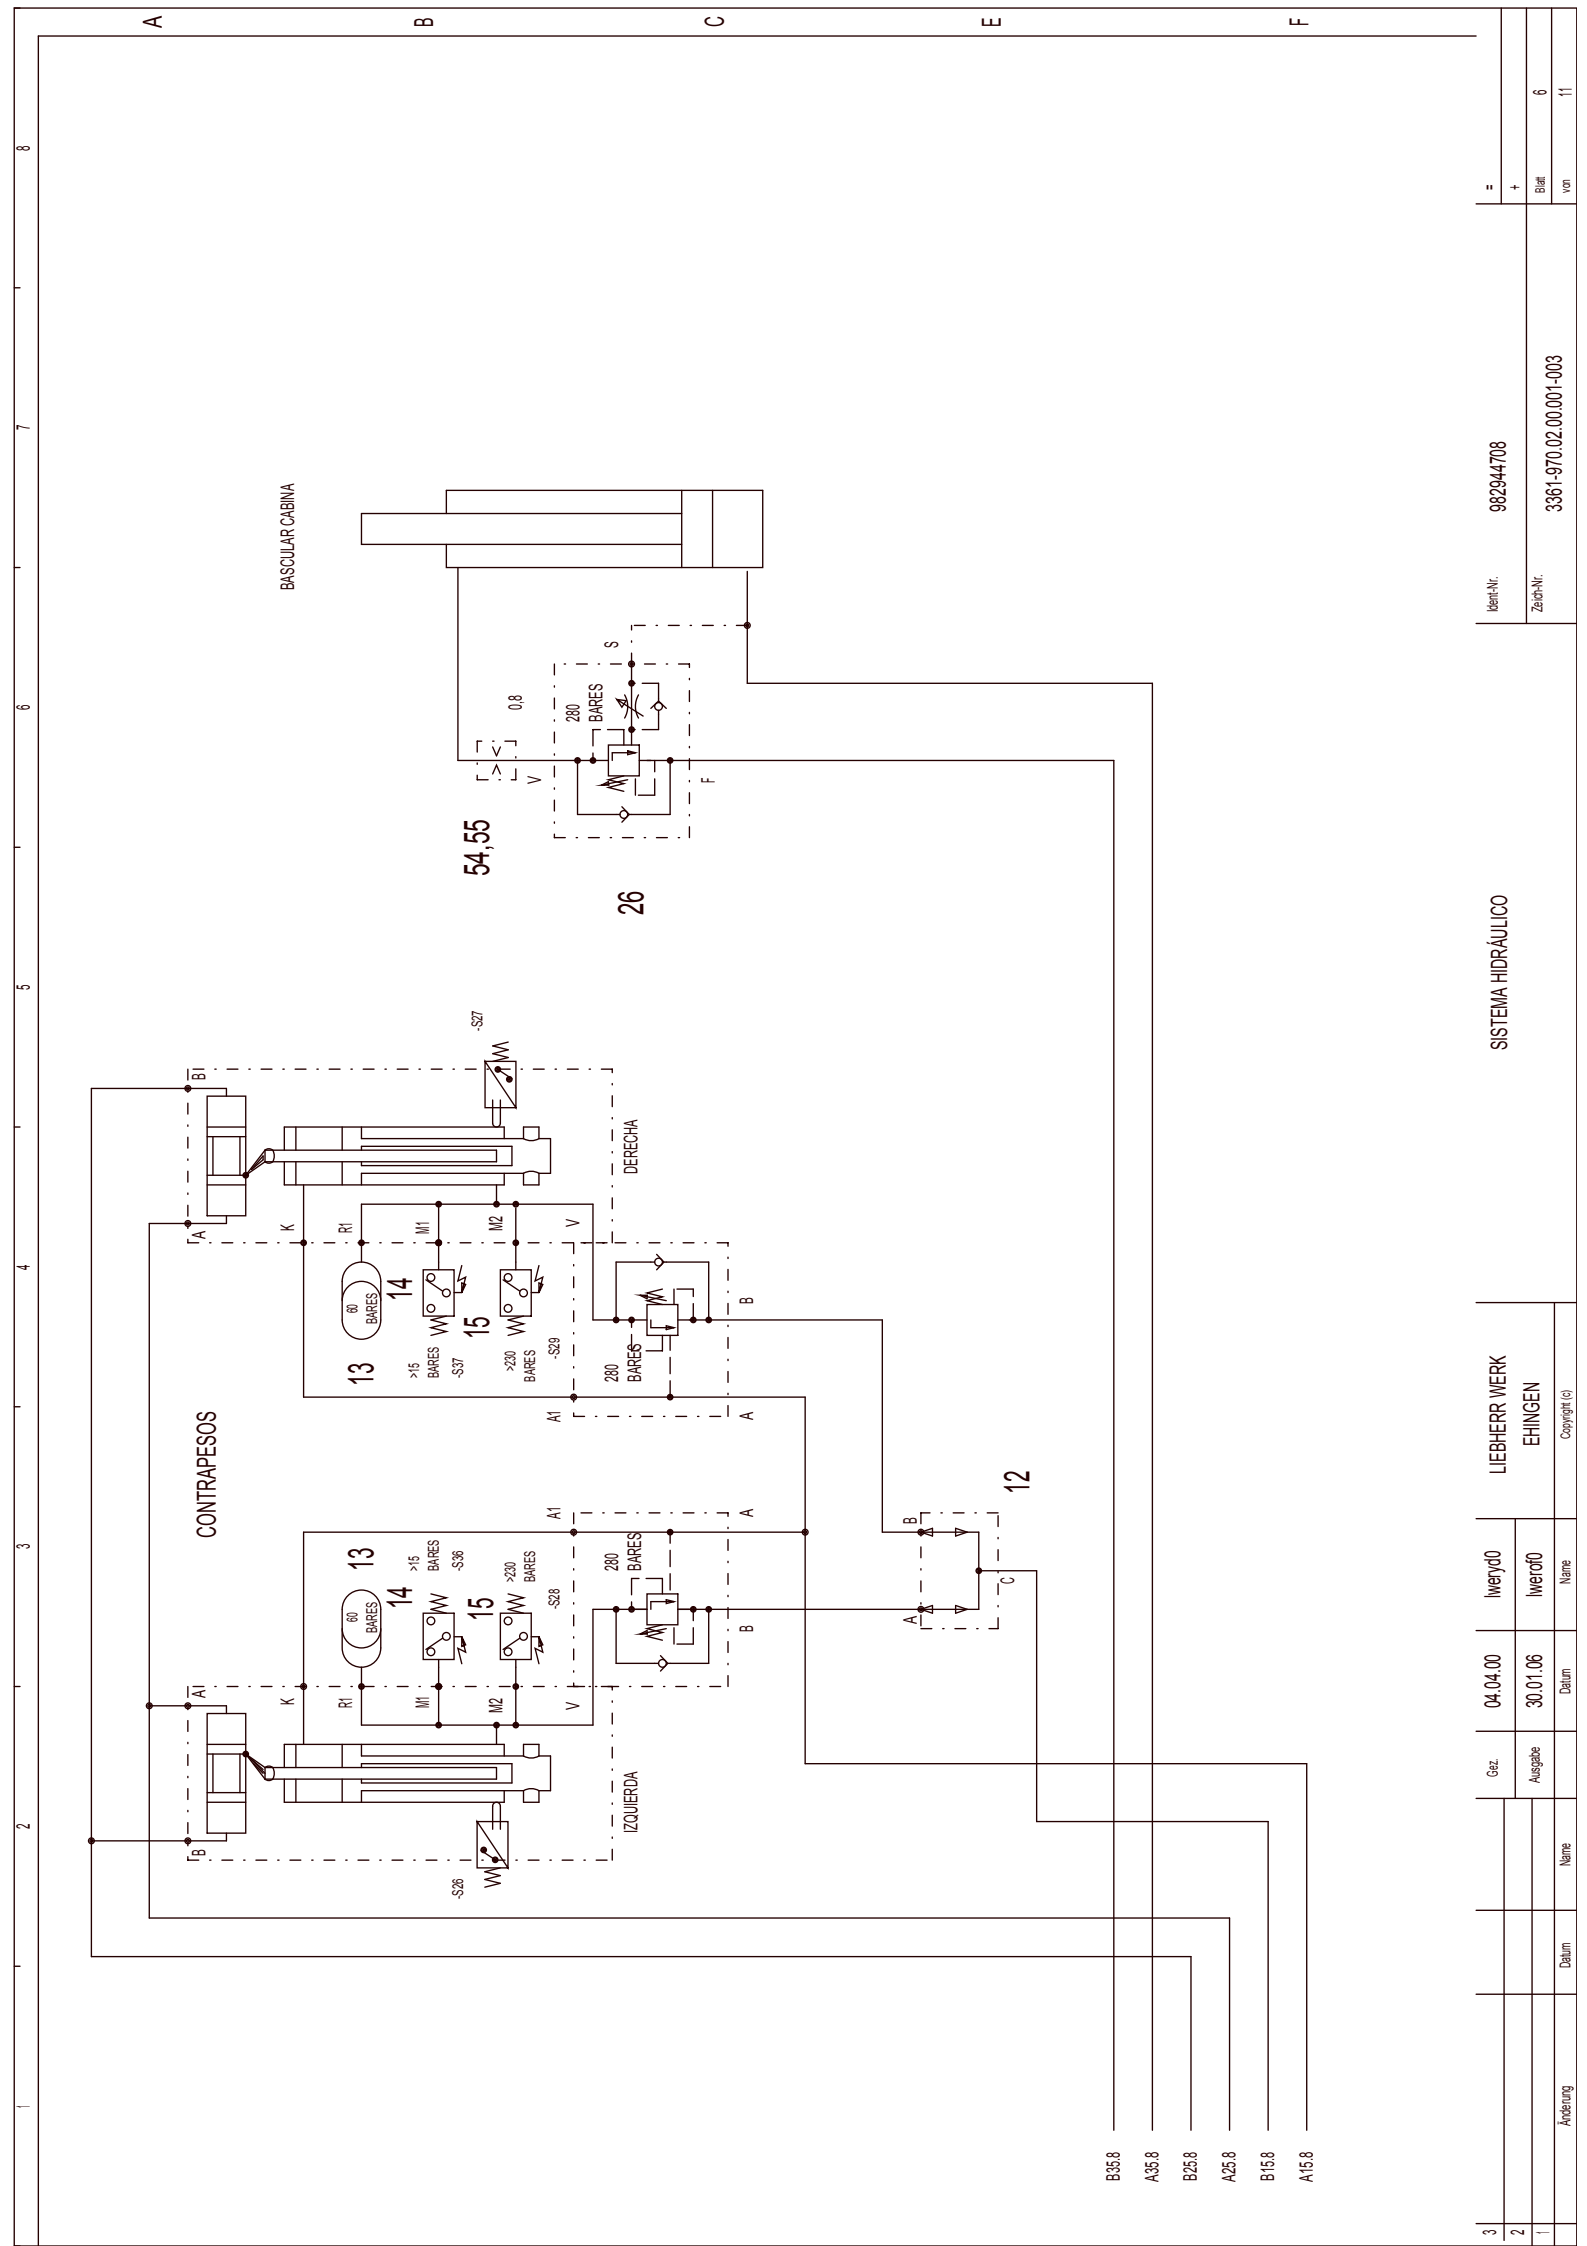 1
2
3
4
5
6
7
8
A
B
C
E
F
CONTRAPESOS
BASCULAR CABINA
B
A
A
B
K
R1
M1
M2
V
K
R1
M1
M2
V
60
BARES
13
14
>15
BARES
-S36
15
>230
BARES
-S28
-S26
IZQUIERDA
60
BARES
13
14
>15
BARES
-S37
15
>230
BARES
-S29
-S27
DERECHA
A1
280
BARES
B
A
A1
280
BARES
A
B
A
B
C
12
54,55
0,8
V
280
BARES
S
F
26
B35.8
A35.8
B25.8
A25.8
B15.8
A15.8
3
2
1
Änderung
Datum
Name
Gez.
04.04.00
lweryd0
Ausgabe
30.01.06
lwerof0
Datum
Name
LIEBHERR WERK
EHINGEN
Copyright (c)
SISTEMA HIDRÁULICO
Ident-Nr.
982944708
Zeich-Nr.
3361-970.02.00.001-003
=
+
Blatt
6
von
11